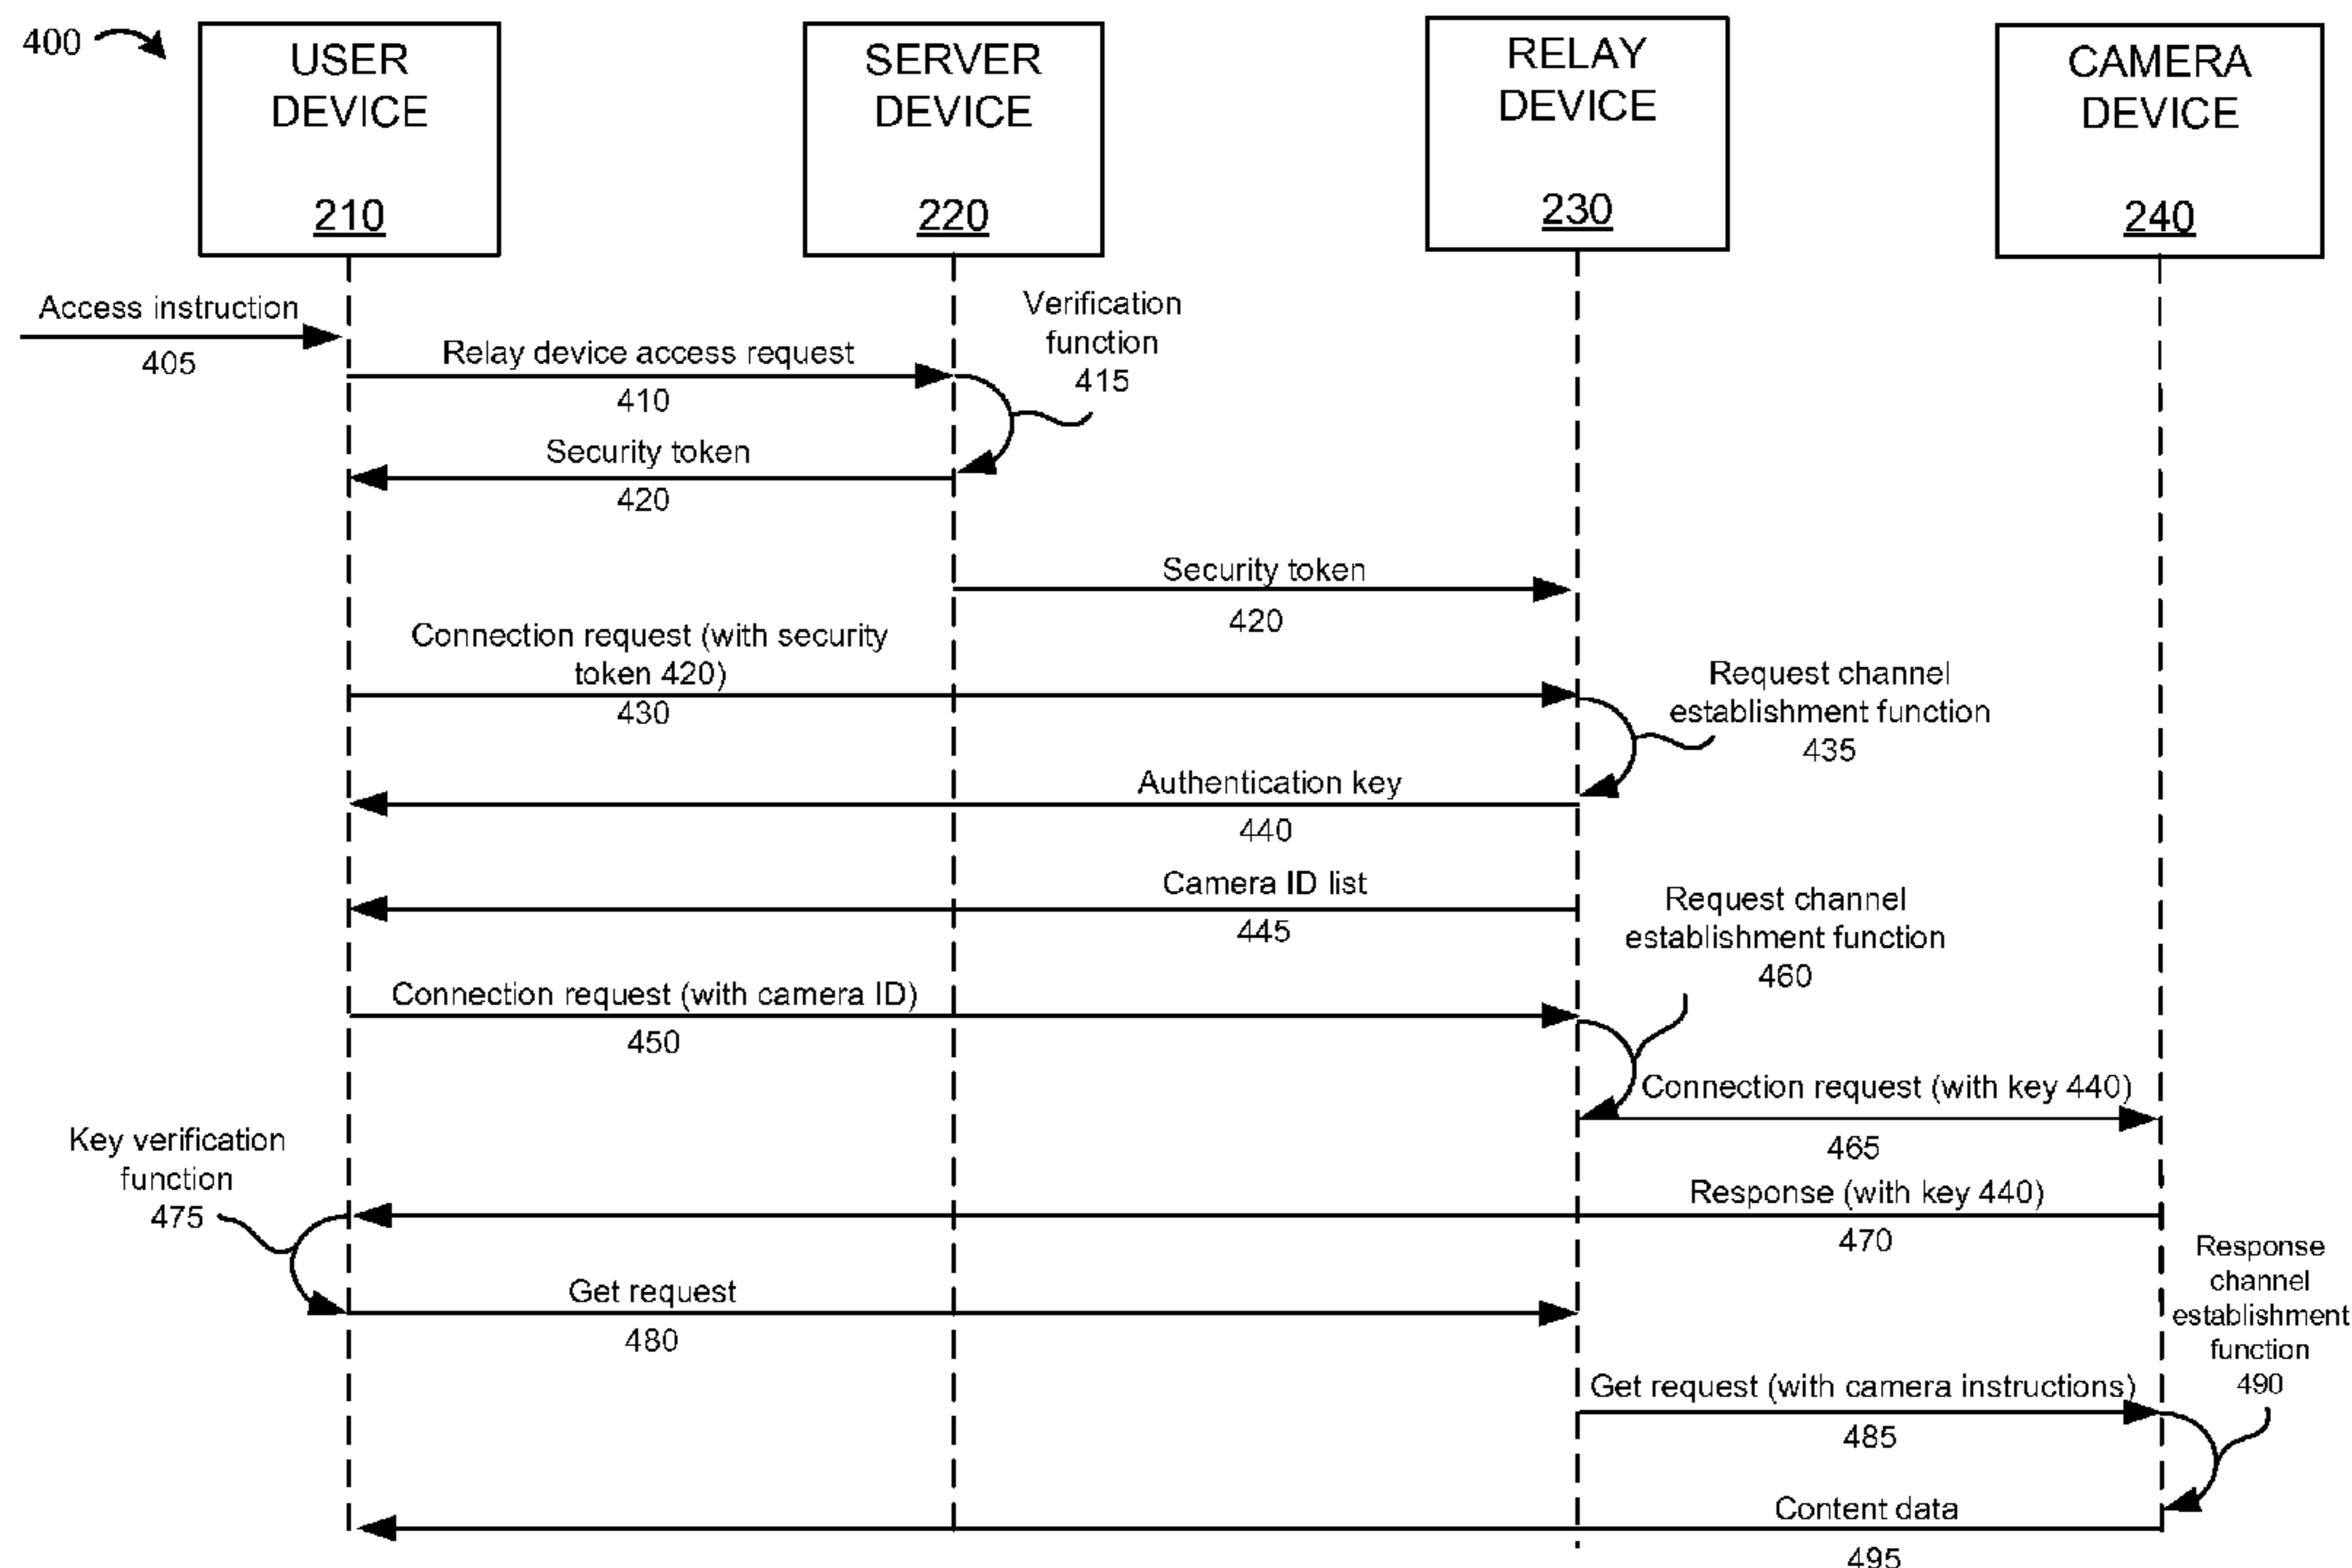 400
USER
DEVICE
210
SERVER
DEVICE
220
RELAY
DEVICE
230
CAMERA
DEVICE
240
Access instruction
405
Relay device access request
410
Verification
function
415
Security token
420
Security token
420
Connection request (with security
token 420)
430
Request channel
establishment function
435
Authentication key
440
Camera ID list
445
Request channel
establishment function
460
Connection request (with camera ID)
450
Connection request (with key 440)
465
Key verification
function
475
Response (with key 440)
470
Get request
480
Response
channel
establishment
function
490
Get request (with camera instructions)
485
Content data
495